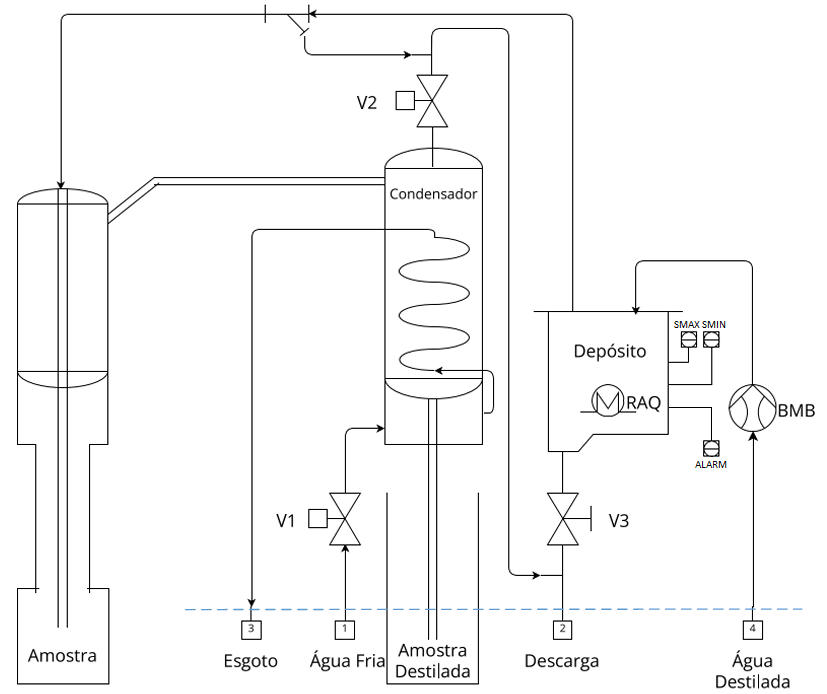 V2
Condensador
SMAX SMIN
Depósito
RAQ
BMB
ALARM
V1
V3
3
1
2
4
Amostra
Esgoto
Água Fria
Amostra
Destilada
Descarga
Água
Destilada